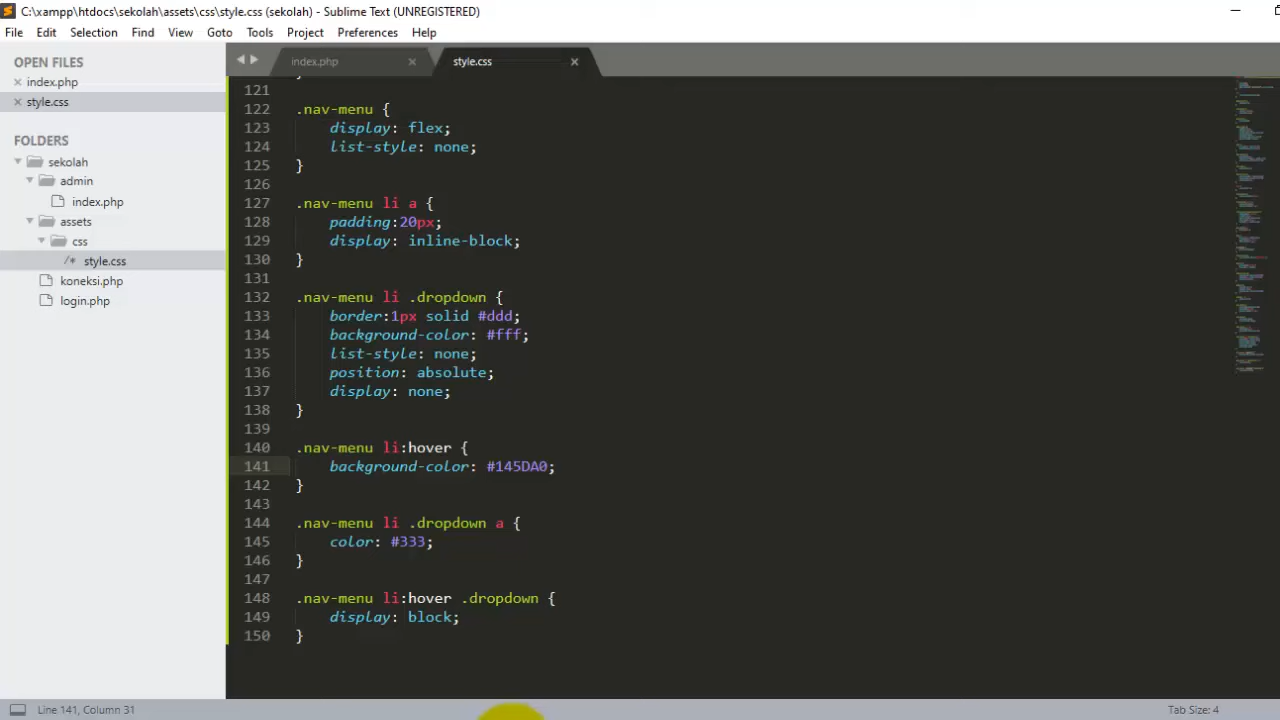 C:\xampp\htdocs\sekolah\assets\css\style.css (sekolah) - Sublime Text (UNREGISTERED)
File Edit Selection Find View Goto Tools Project Preferences Help
OPEN FILES
index.php
style.css
FOLDERS
sekolah
admin
index.php
assets
css
/* style.css
koneksi.php
login.php
index.php
style.css
121
122 .nav-menu {
123 display: flex;
124 list-style: none;
125 }
126
127 .nav-menu li a {
128 padding:20px;
129 display: inline-block;
130 }
131
132 .nav-menu li .dropdown {
133 border:1px solid #ddd;
134 background-color: #fff;
135 list-style: none;
136 position: absolute;
137 display: none;
138 }
139
140 .nav-menu li:hover {
141 background-color: #145DA0;
142 }
143
144 .nav-menu li .dropdown a {
145 color: #333;
146 }
147
148 .nav-menu li:hover .dropdown {
149 display: block;
150 }
Line 141, Column 31
Tab Size: 4